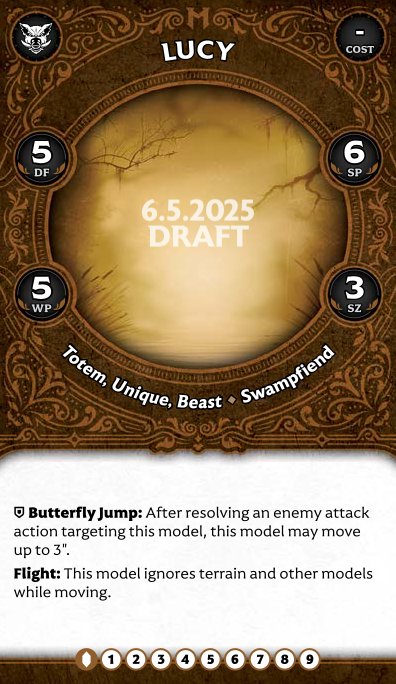 LUCY
-
COST
5
DF
6
SP
6.5.2025
DRAFT
5
WP
3
SZ
Totem, Unique, Beast ◆ Swampfiend
Butterfly Jump: After resolving an enemy attack
action targeting this model, this model may move
up to 3".
Flight: This model ignores terrain and other models
while moving.
1 2 3 4 5 6 7 8 9